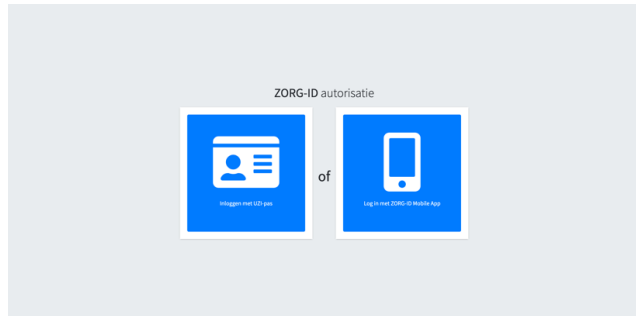 ZORG-ID autorisatie
Inloggen met UZI-pas
of
Log in met ZORG-ID Mobile App